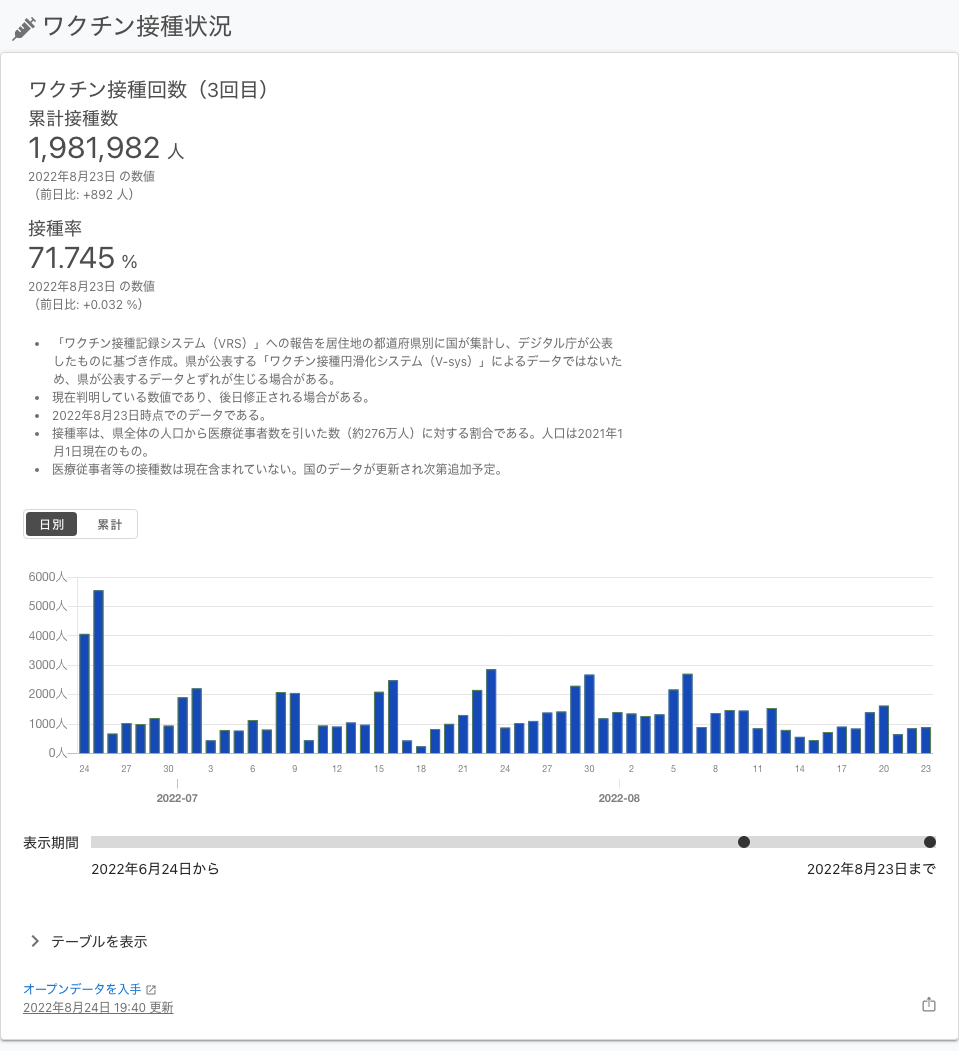 ワクチン接種状況
ワクチン接種回数（3回目）
累計接種数
1,981,982 人
2022年8月23日 の数値
（前日比: +892 人）
接種率
71.745 %
2022年8月23日 の数値
（前日比: +0.032 %）
• 「ワクチン接種記録システム（VRS）」への報告を居住地の都道府県別に国が集計し、デジタル庁が公表
したものに基づき作成。県が公表する「ワクチン接種円滑化システム（V-sys）」によるデータではないた
め、県が公表するデータとずれが生じる場合がある。
• 現在判明している数値であり、後日修正される場合がある。
• 2022年8月23日時点でのデータである。
• 接種率は、県全体の人口から医療従事者数を引いた数（約276万人）に対する割合である。人口は2021年1
月1日現在のもの。
• 医療従事者等の接種数は現在含まれていない。国のデータが更新され次第追加予定。
日別 累計
6000人
5000人
4000人
3000人
2000人
1000人
0人
24 27 30 3 6 9 12 15 18 21 24 27 30 2 5 8 11 14 17 20 23
2022-07 2022-08
表示期間
2022年6月24日から 2022年8月23日まで
テーブルを表示
オープンデータを入手
2022年8月24日 19:40 更新